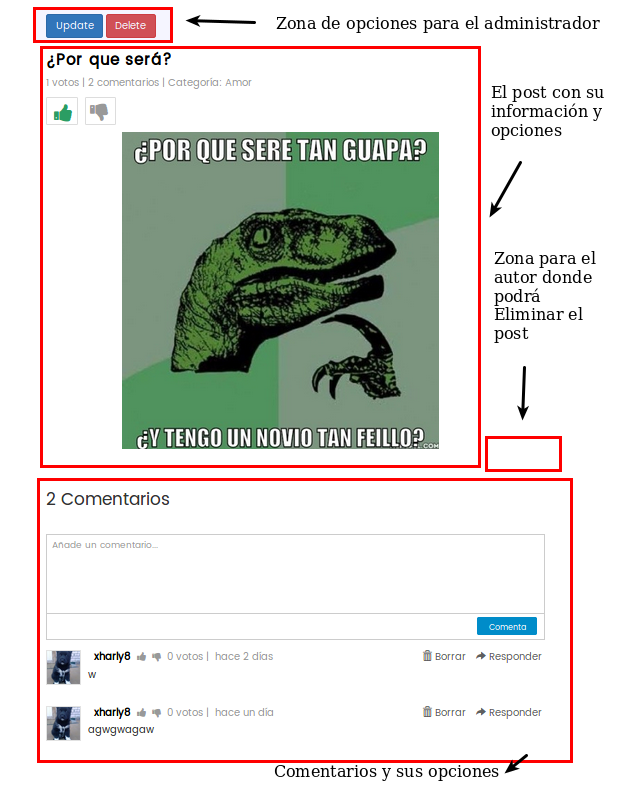 Update Delete
Zona de opciones para el administrador
¿Por que será?
1 votos | 2 comentarios | Categoría: Amor
El post con su
información y
opciones
¿POR QUE SERE TAN GUAPA?
Zona para el
autor donde
podrá
Eliminar el
post
¿Y TENGO UN NOVIO TAN FEILLO?
2 Comentarios
Añade un comentario...
Comenta
xharly8 0 votos | hace 2 días Borrar Responder
w
xharly8 0 votos | hace un día Borrar Responder
agwgwagaw
Comentarios y sus opciones